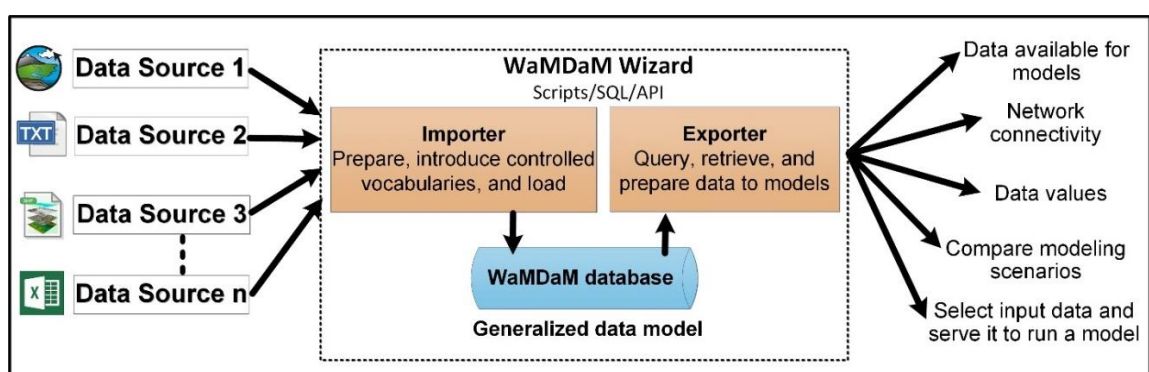 Data Source 1
TXT
Data Source 2
Data Source 3
Data Source n
WaMDaM Wizard
Scripts/SQL/API
Importer
Prepare, introduce controlled
vocabularies, and load
Exporter
Query, retrieve, and
prepare data to models
WaMDaM database
Generalized data model
Data available for
models
Network
connectivity
Data values
Compare modeling
scenarios
Select input data and
serve it to run a model